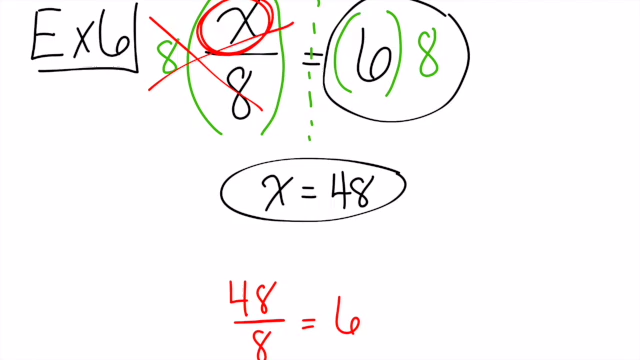 Ex6
8(x/8) = (6)8
x = 48
48/8 = 6